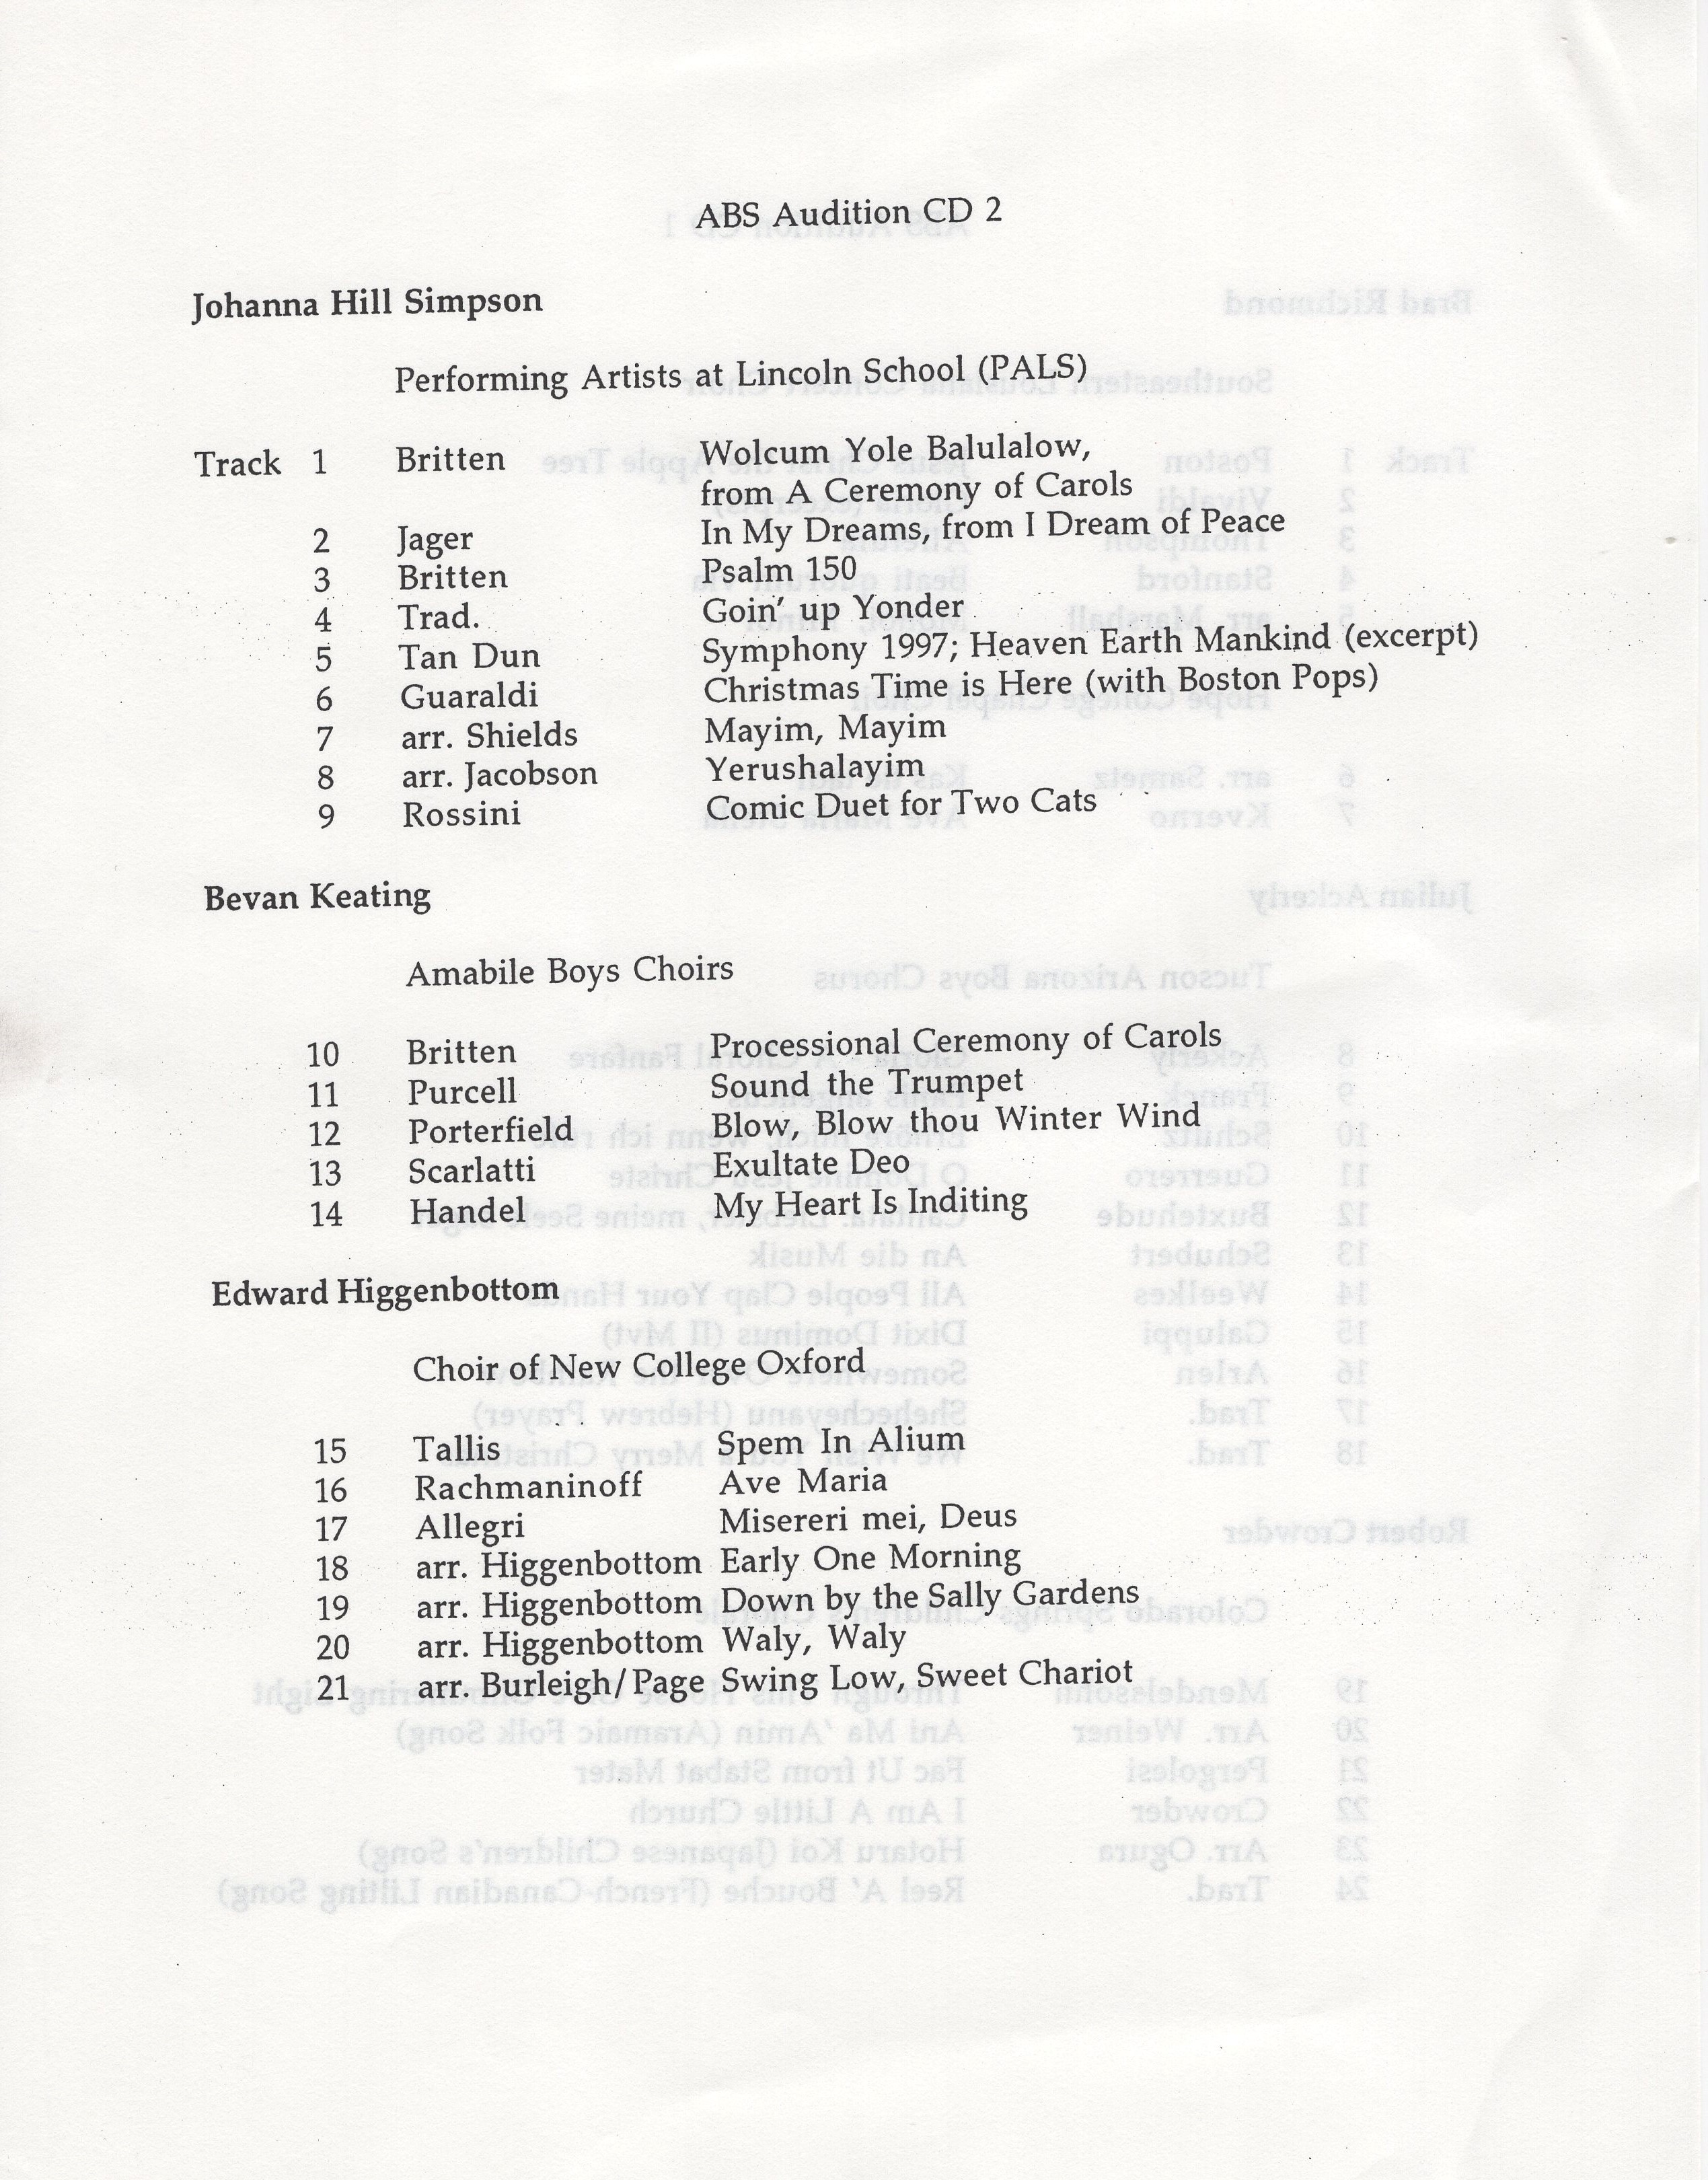 ABS Audition CD 2
Johanna Hill Simpson
Performing Artists at Lincoln School (PALS)
Track 1 Britten Wolcum Yole Balulalow,
from A Ceremony of Carols
2 Jager In My Dreams, from I Dream of Peace
3 Britten Psalm 150
4 Trad. Goin' up Yonder
5 Tan Dun Symphony 1997; Heaven Earth Mankind (excerpt)
6 Guaraldi Christmas Time is Here (with Boston Pops)
7 arr. Shields Mayim, Mayim
8 arr. Jacobson Yerushalayim
9 Rossini Comic Duet for Two Cats
Bevan Keating
Amabile Boys Choirs
10 Britten Processional Ceremony of Carols
11 Purcell Sound the Trumpet
12 Porterfield Blow, Blow thou Winter Wind
13 Scarlatti Exultate Deo
14 Handel My Heart Is Inditing
Edward Higgenbottom
Choir of New College Oxford
15 Tallis Spem In Alium
16 Rachmaninoff Ave Maria
17 Allegri Misereri mei, Deus
18 arr. Higgenbottom Early One Morning
19 arr. Higgenbottom Down by the Sally Gardens
20 arr. Higgenbottom Waly, Waly
21 arr. Burleigh/Page Swing Low, Sweet Chariot